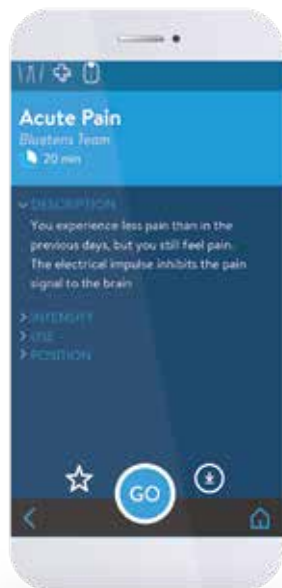 Acute Pain
Bluetens Team
20 min
DESCRIPTION
You experience less pain than in the
previous days, but you still feel pain.
The electrical impulse inhibits the pain
signal to the brain
INTENSITY
USE
POSITION
GO